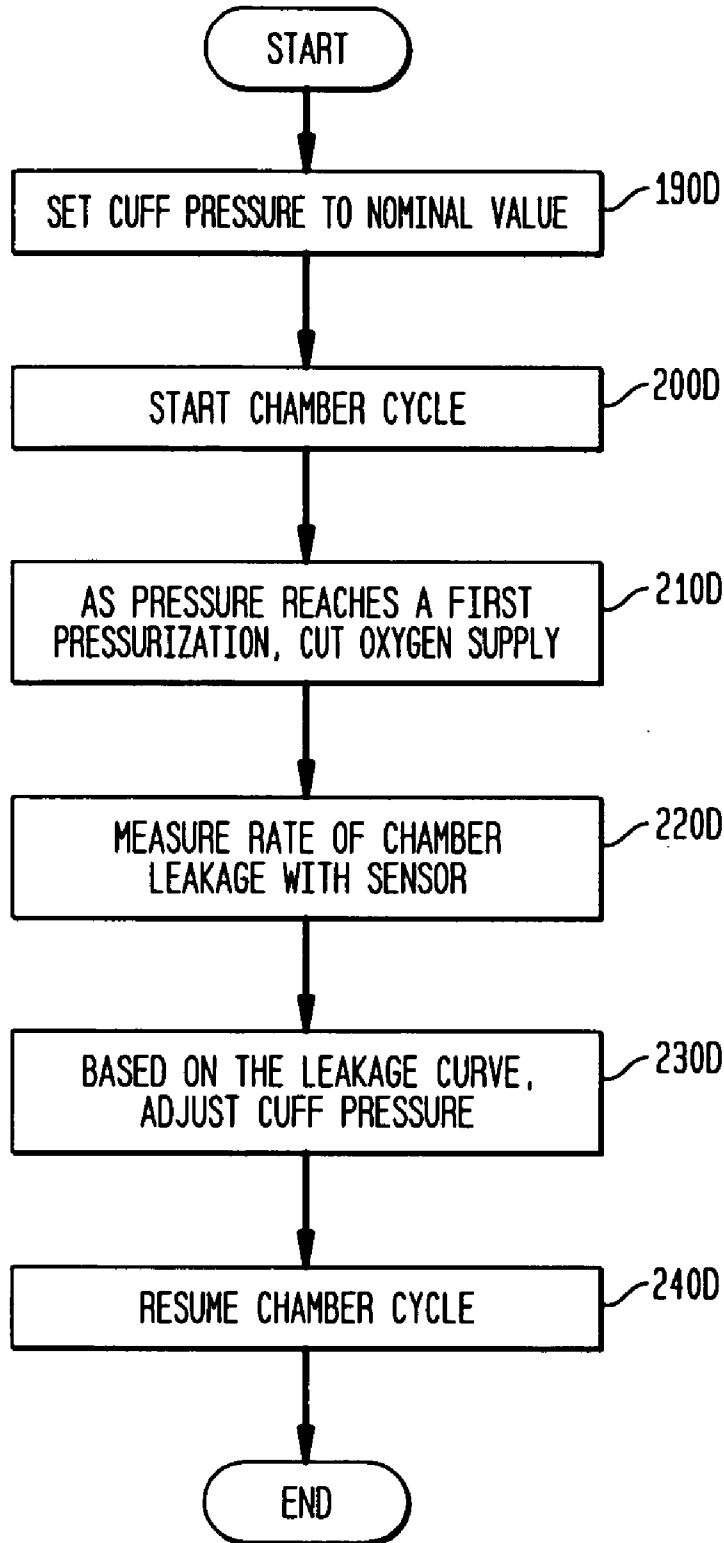 START
SET CUFF PRESSURE TO NOMINAL VALUE
190D
START CHAMBER CYCLE
200D
AS PRESSURE REACHES A FIRST
PRESSURIZATION, CUT OXYGEN SUPPLY
210D
MEASURE RATE OF CHAMBER
LEAKAGE WITH SENSOR
220D
BASED ON THE LEAKAGE CURVE,
ADJUST CUFF PRESSURE
230D
RESUME CHAMBER CYCLE
240D
END